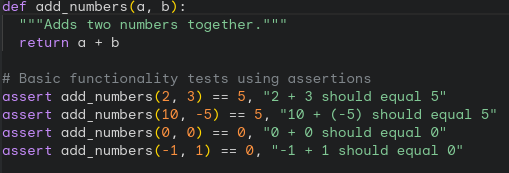 def add_numbers(a, b):
  """Adds two numbers together."""
  return a + b

# Basic functionality tests using assertions
assert add_numbers(2, 3) == 5, "2 + 3 should equal 5"
assert add_numbers(10, -5) == 5, "10 + (-5) should equal 5"
assert add_numbers(0, 0) == 0, "0 + 0 should equal 0"
assert add_numbers(-1, 1) == 0, "-1 + 1 should equal 0"